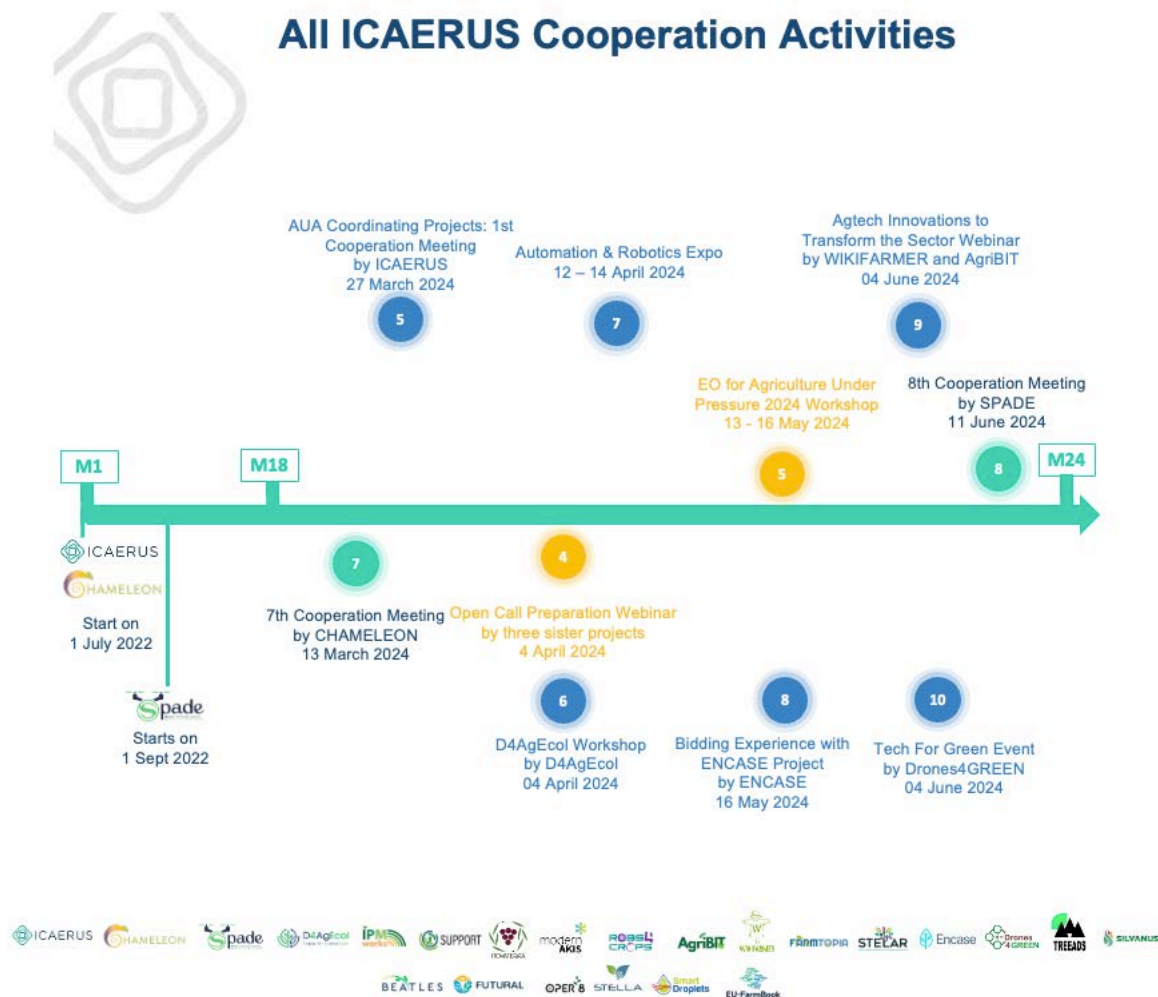 All ICAERUS Cooperation Activities
AUA Coordinating Projects: 1st
Cooperation Meeting
by ICAERUS
27 March 2024
5
Automation & Robotics Expo
12 – 14 April 2024
7
Agtech Innovations to
Transform the Sector Webinar
by WIKIFARMER and AgriBIT
04 June 2024
9
EO for Agriculture Under
Pressure 2024 Workshop
13 - 16 May 2024
5
8th Cooperation Meeting
by SPADE
11 June 2024
8
M1
M18
M24
ICAERUS
CHAMELEON
Start on
1 July 2022
Spade
Starts on
1 Sept 2022
7
7th Cooperation Meeting
by CHAMELEON
13 March 2024
4
Open Call Preparation Webinar
by three sister projects
4 April 2024
6
D4AgEcol Workshop
by D4AgEcol
04 April 2024
8
Bidding Experience with
ENCASE Project
by ENCASE
16 May 2024
10
Tech For Green Event
by Drones4GREEN
04 June 2024
ICAERUS CHAMELEON Spade D4AgEcol IPM works SUPPORT NOVATERRA modern AKIS ROBS4CROPS AgriBIT FARMTOPIA STELAR Encase Drones4GREEN TREEADS SILVANUS
BEATLES FUTURAL OPER8 STELLA Smart Droplets EU-FarmBook